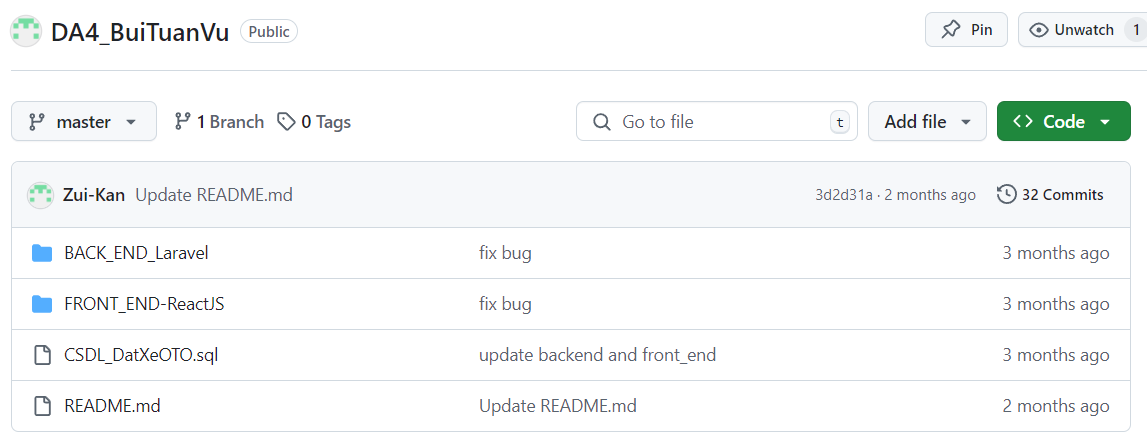 DA4_BuiTuanVu Public Pin Unwatch 1
master 1 Branch 0 Tags Go to file t Add file Code
Zui-Kan Update README.md 3d2d31a · 2 months ago 32 Commits
BACK_END_Laravel fix bug 3 months ago
FRONT_END-ReactJS fix bug 3 months ago
CSDL_DatXeOTO.sql update backend and front_end 3 months ago
README.md Update README.md 2 months ago